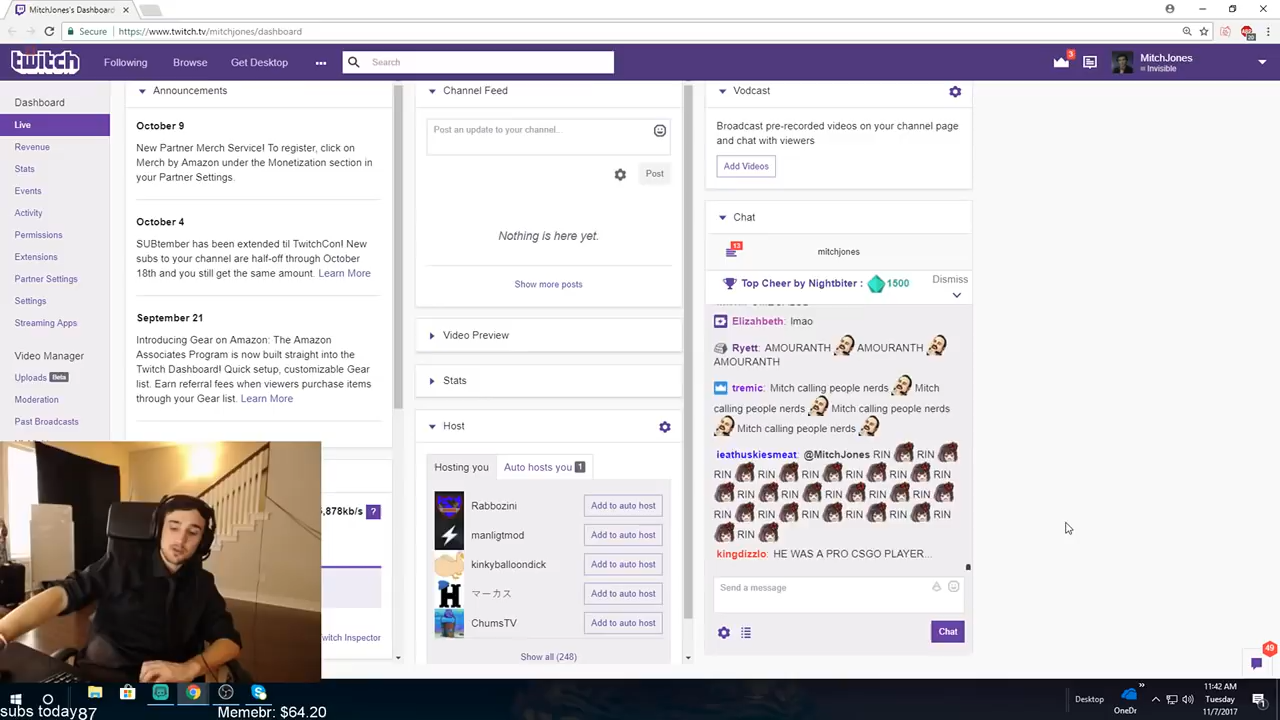 MitchJones's Dashboard
Secure
https://www.twitch.tv/mitchjones/dashboard
twitch
Following
Browse
Get Desktop
Search
3
MitchJones
Invisible
Dashboard
Live
Revenue
Stats
Events
Activity
Permissions
Extensions
Partner Settings
Settings
Streaming Apps
Video Manager
Uploads Beta
Moderation
Past Broadcasts
Announcements
October 9
New Partner Merch Service! To register, click on
Merch by Amazon under the Monetization section in
your Partner Settings.
October 4
SUBtember has been extended til TwitchCon! New
subs to your channel are half-off through October
18th and you still get the same amount. Learn More
September 21
Introducing Gear on Amazon: The Amazon
Associates Program is now built straight into the
Twitch Dashboard! Quick setup, customizable Gear
list. Earn referral fees when viewers purchase items
through your Gear list. Learn More
,878kb/s ?
witch Inspector
Channel Feed
Post an update to your channel...
Post
Nothing is here yet.
Show more posts
Video Preview
Stats
Host
Hosting you
Auto hosts you 1
Rabbozini
Add to auto host
manligtmod
Add to auto host
kinkyballoondick
Add to auto host
マーカス
Add to auto host
ChumsTV
Add to auto host
Show all (248)
Vodcast
Broadcast pre-recorded videos on your channel page
and chat with viewers
Add Videos
Chat
13
mitchjones
Top Cheer by Nightbiter : 1500
Dismiss
Elizahbeth: lmao
Ryett: AMOURANTH AMOURANTH
AMOURANTH
tremic: Mitch calling people nerds Mitch
calling people nerds Mitch calling people nerds
Mitch calling people nerds
ieathuskiesmeat: @MitchJones RIN RIN
RIN RIN RIN RIN RIN RIN
RIN RIN RIN RIN RIN
RIN RIN RIN RIN RIN RIN
RIN RIN
kingdizzlo: HE WAS A PRO CSGO PLAYER...
Send a message
Chat
49
subs today87
Memebr: $64.20
Desktop
OneDr
11:42 AM
Tuesday
11/7/2017